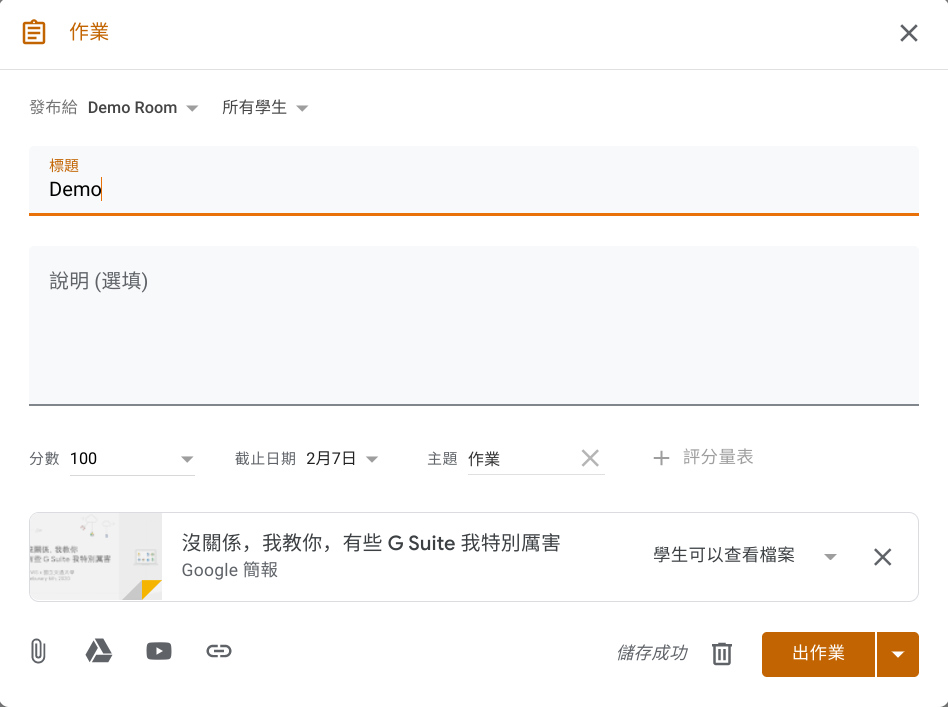 作業
發布給 Demo Room 所有學生
標題
Demo
說明 (選填)
分數 100 截止日期 2月7日 主題 作業 評分量表
沒關係，我教你，有些 G Suite 我特別厲害
Google 簡報
學生可以查看檔案
儲存成功 出作業